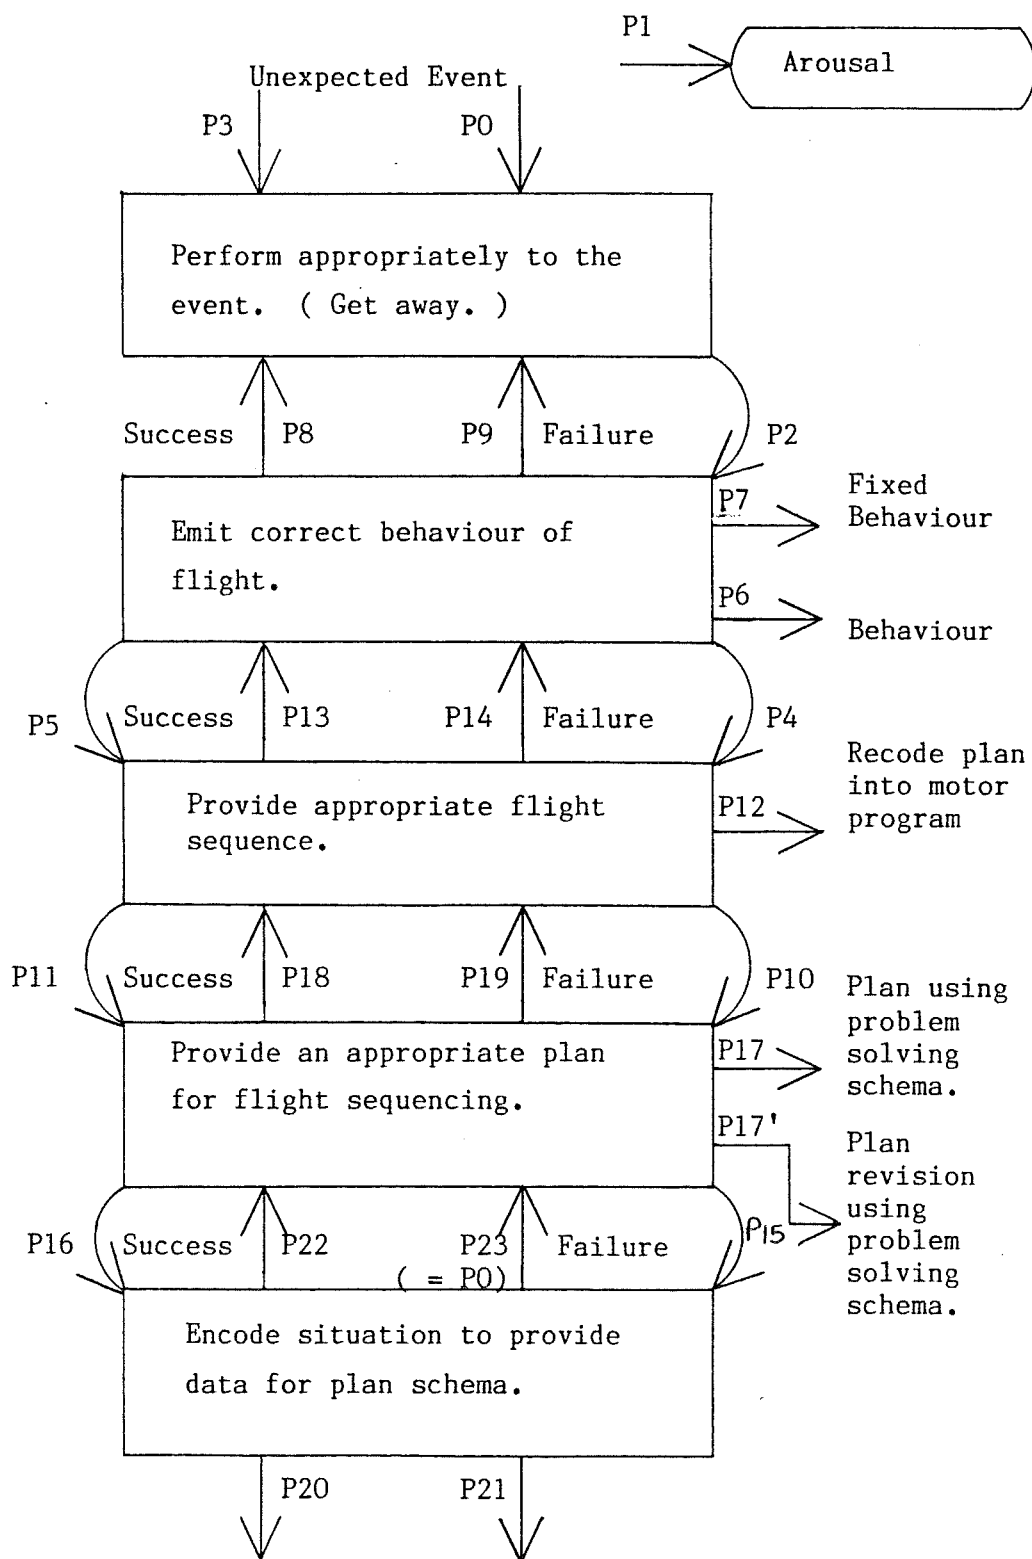 P1
Arousal
Unexpected Event
P3
P0
Perform appropriately to the
event. ( Get away. )
Success P8 P9 Failure P2
P7
Fixed
Behaviour
Emit correct behaviour of
flight.
P6
Behaviour
P5 Success P13 P14 Failure P4
Recode plan
into motor
program
P12
Provide appropriate flight
sequence.
P11 Success P18 P19 Failure P10
Plan using
problem
solving
schema.
P17
Provide an appropriate plan
for flight sequencing.
P17'
Plan
revision
using
problem
solving
schema.
P16 Success P22 P23 Failure P15
( = P0)
Encode situation to provide
data for plan schema.
P20 P21